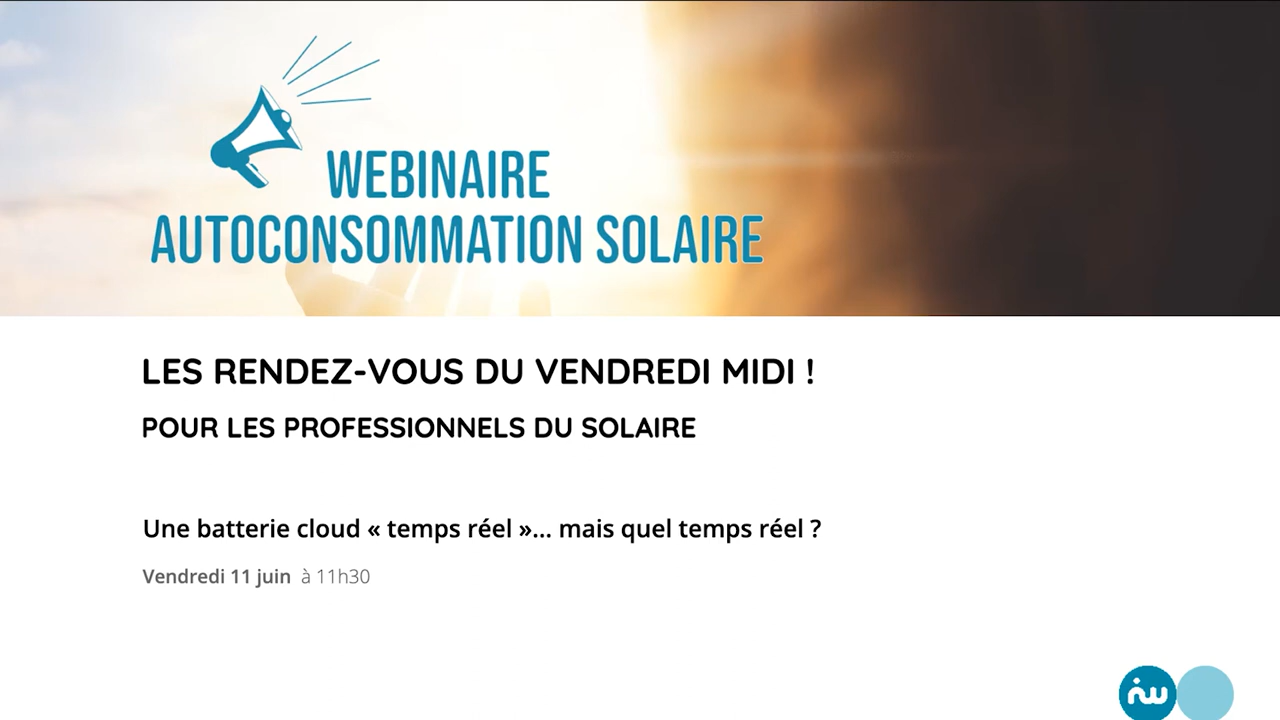 WEBINAIRE
AUTOCONSOMMATION SOLAIRE
LES RENDEZ-VOUS DU VENDREDI MIDI !
POUR LES PROFESSIONNELS DU SOLAIRE
Une batterie cloud « temps réel »... mais quel temps réel ?
Vendredi 11 juin à 11h30
iw